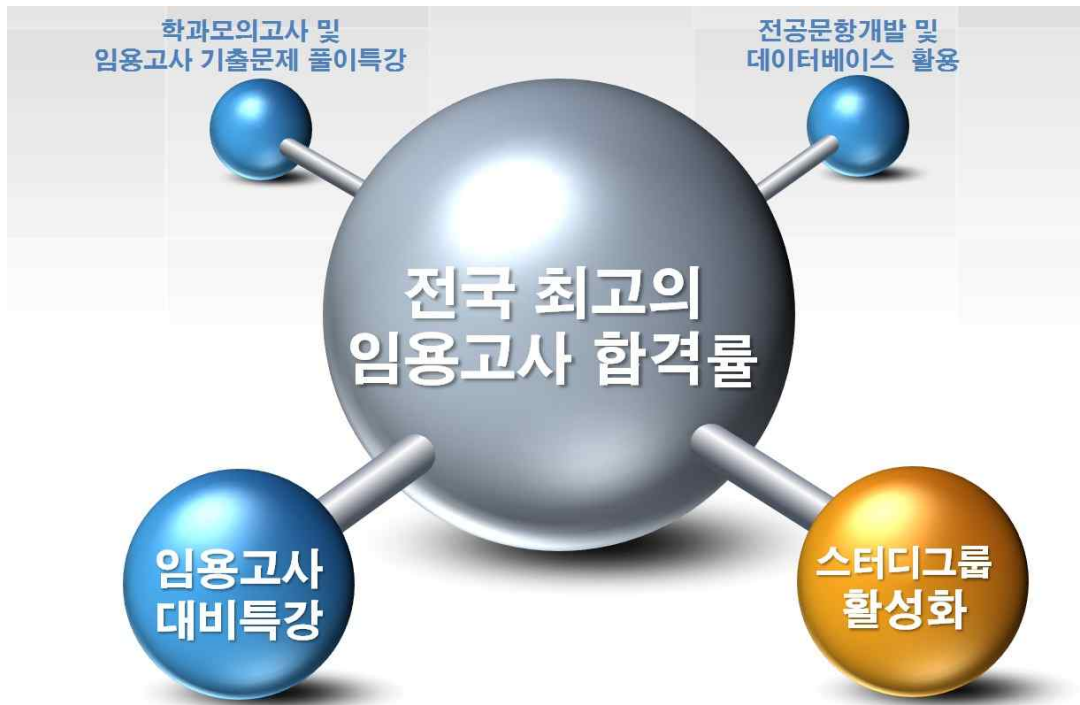 학과모의고사 및
임용고사 기출문제 풀이특강
전공문항개발 및
데이터베이스 활용
전국 최고의
임용고사 합격률
임용고사
대비특강
스터디그룹
활성화